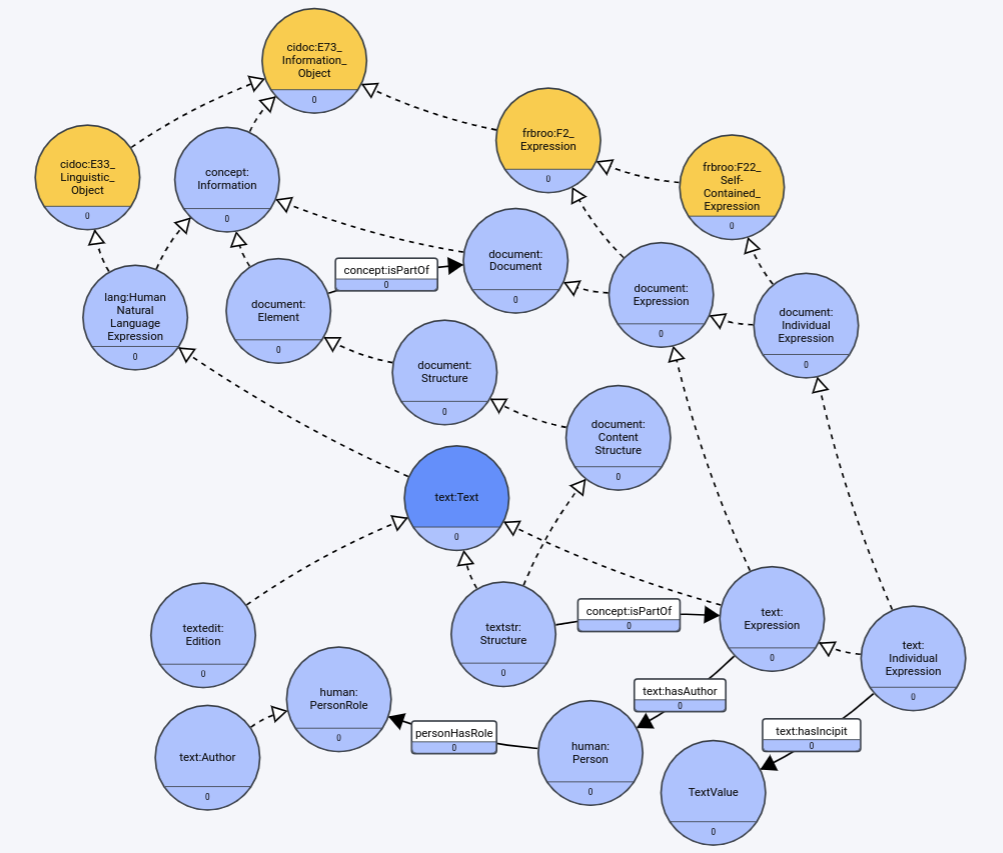 cidoc:E73_
Information_
Object
0
frbroo:F2_
Expression
0
cidoc:E33_
Linguistic_
Object
0
concept:
Information
0
frbroo:F22_
Self-
Contained_
Expression
0
document:
Document
0
concept:isPartOf
0
lang:Human
Natural
Language
Expression
0
document:
Element
0
document:
Expression
0
document:
Individual
Expression
0
document:
Structure
0
document:
Content
Structure
0
text:Text
0
textedit:
Edition
0
textstr:
Structure
0
concept:isPartOf
0
text:
Expression
0
text:
Individual
Expression
0
human:
PersonRole
0
text:hasAuthor
0
personHasRole
0
text:hasIncipit
0
text:Author
0
human:
Person
0
TextValue
0